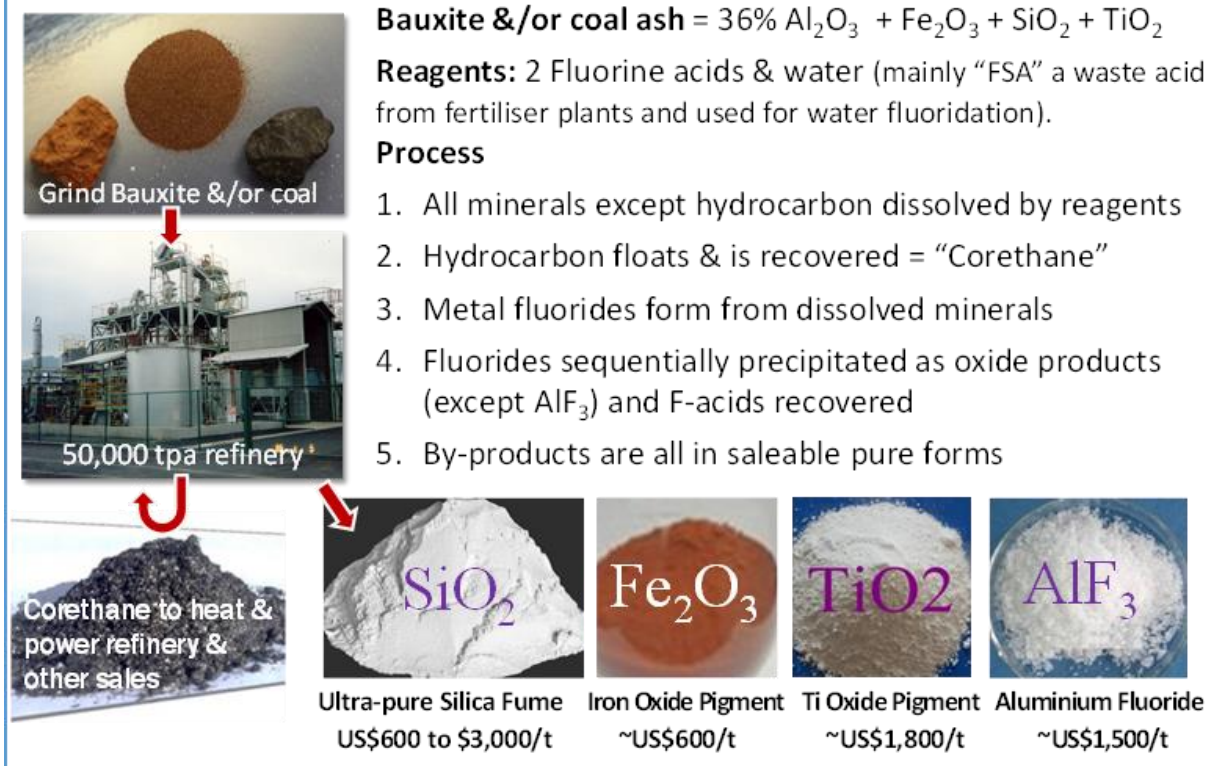 Grind Bauxite &/or coal
50,000 tpa refinery
Corethane to heat &
power refinery &
other sales
Bauxite &/or coal ash = 36% Al₂O₃ + Fe₂O₃ + SiO₂ + TiO₂
Reagents: 2 Fluorine acids & water (mainly “FSA” a waste acid
from fertiliser plants and used for water fluoridation).
Process
1. All minerals except hydrocarbon dissolved by reagents
2. Hydrocarbon floats & is recovered = “Corethane”
3. Metal fluorides form from dissolved minerals
4. Fluorides sequentially precipitated as oxide products
(except AlF₃) and F-acids recovered
5. By-products are all in saleable pure forms
SiO₂
Fe₂O₃
TiO2
AlF₃
Ultra-pure Silica Fume
US$600 to $3,000/t
Iron Oxide Pigment
~US$600/t
Ti Oxide Pigment
~US$1,800/t
Aluminium Fluoride
~US$1,500/t